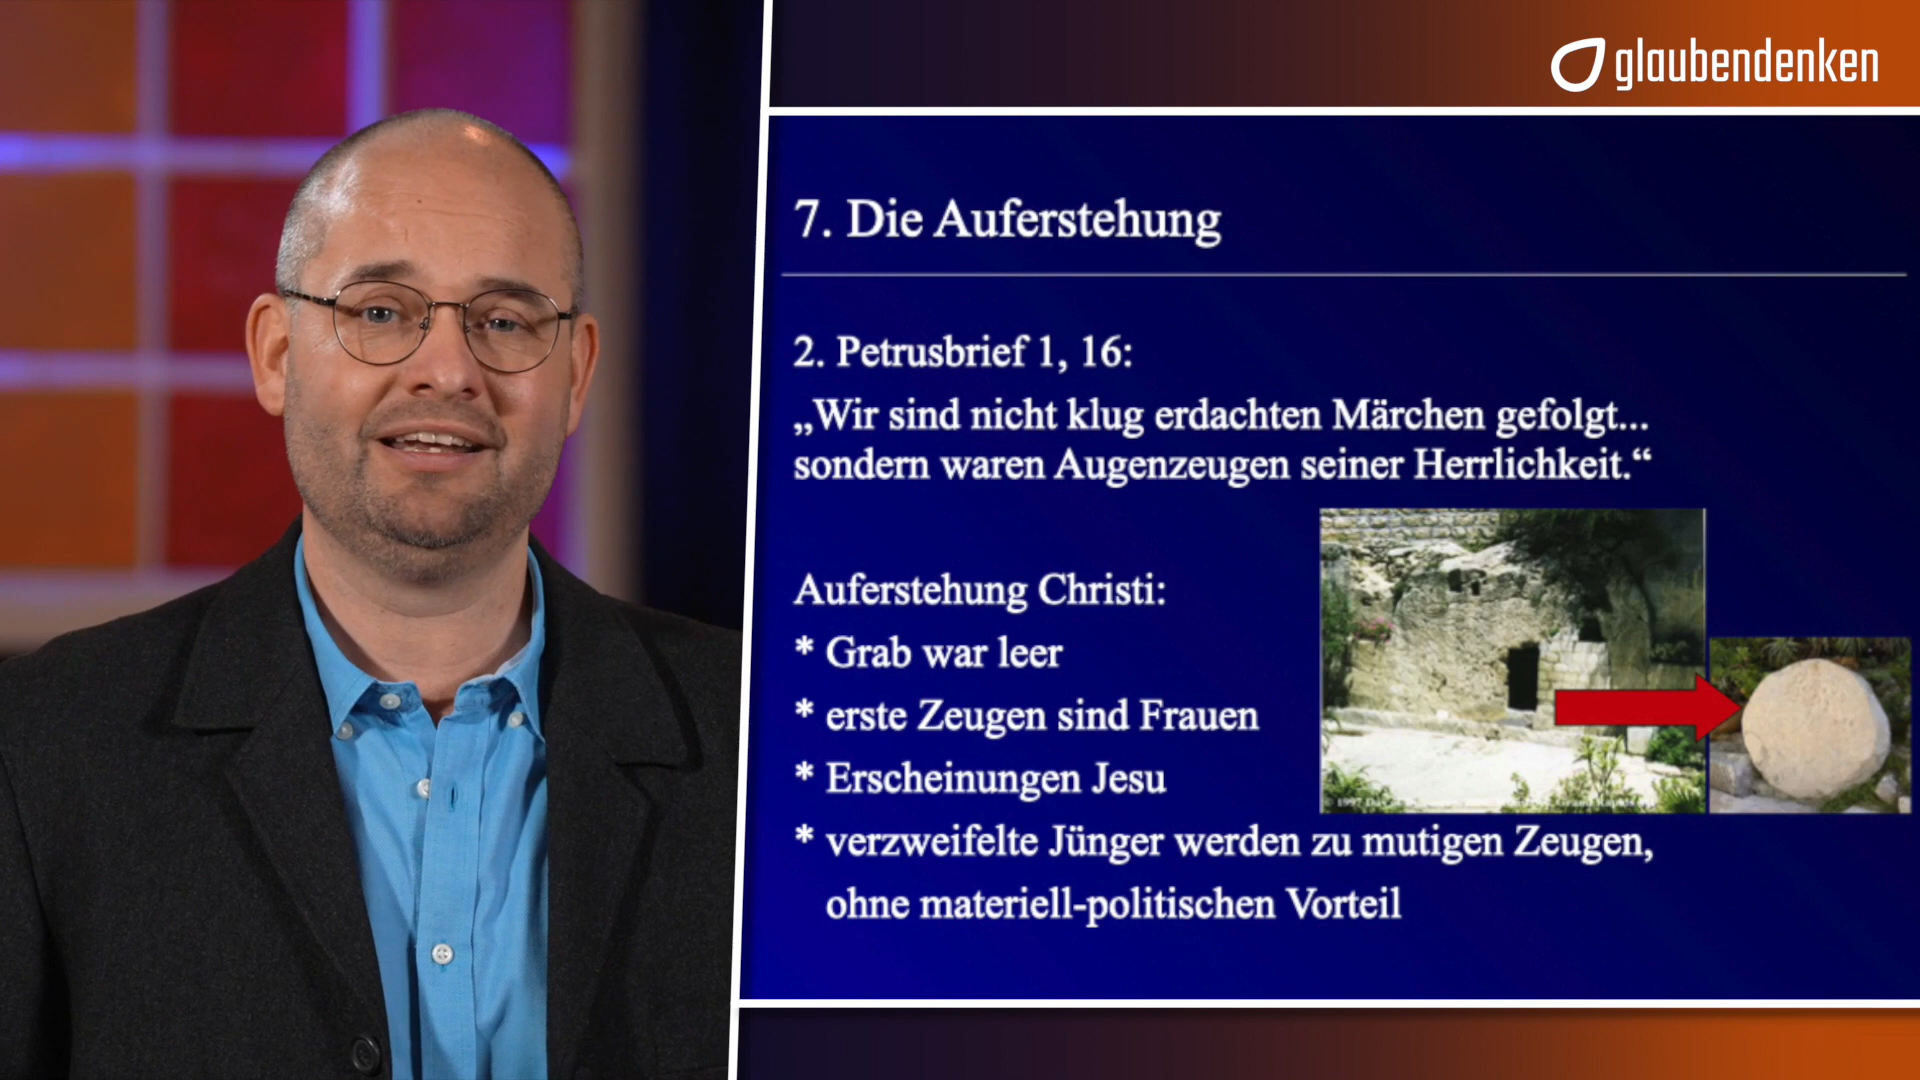 glaubendenken
7. Die Auferstehung
2. Petrusbrief 1, 16:
„Wir sind nicht klug erdachten Märchen gefolgt...
sondern waren Augenzeugen seiner Herrlichkeit.“
Auferstehung Christi:
* Grab war leer
* erste Zeugen sind Frauen
* Erscheinungen Jesu
* verzweifelte Jünger werden zu mutigen Zeugen,
ohne materiell-politischen Vorteil
© 1997